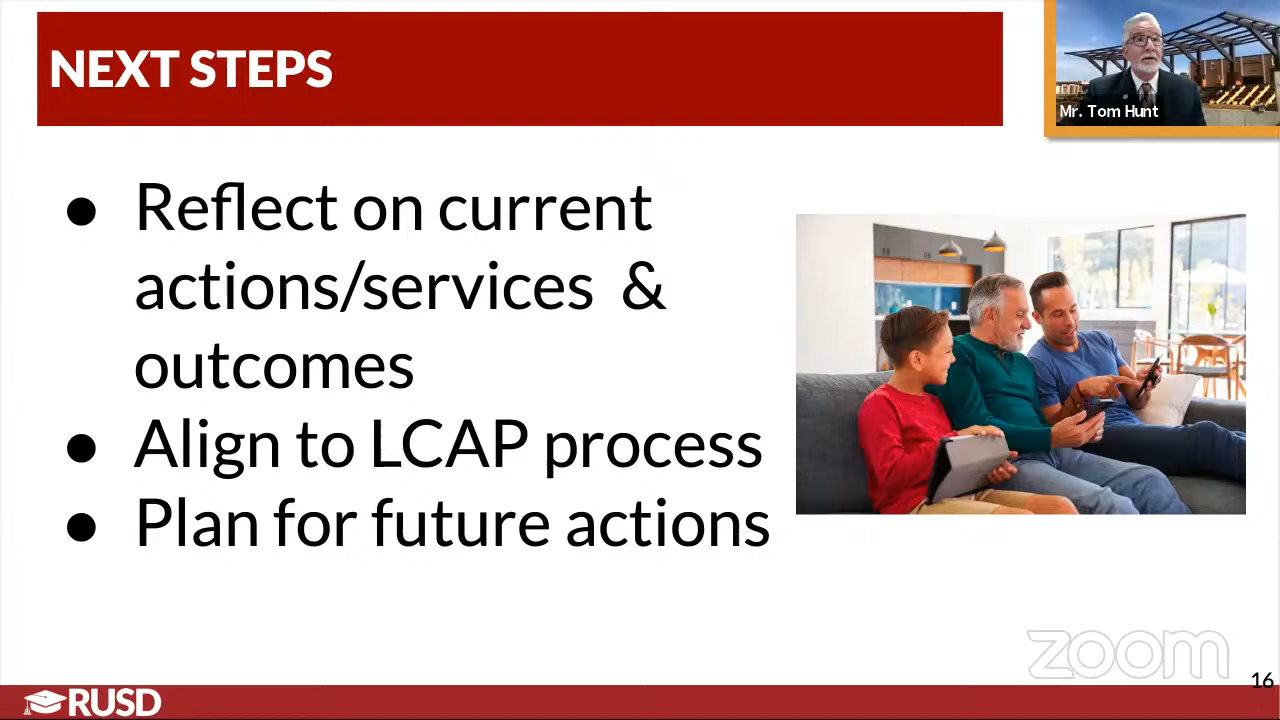 NEXT STEPS
Mr. Tom Hunt
● Reflect on current
actions/services &
outcomes
● Align to LCAP process
● Plan for future actions
zoom
16
RUSD